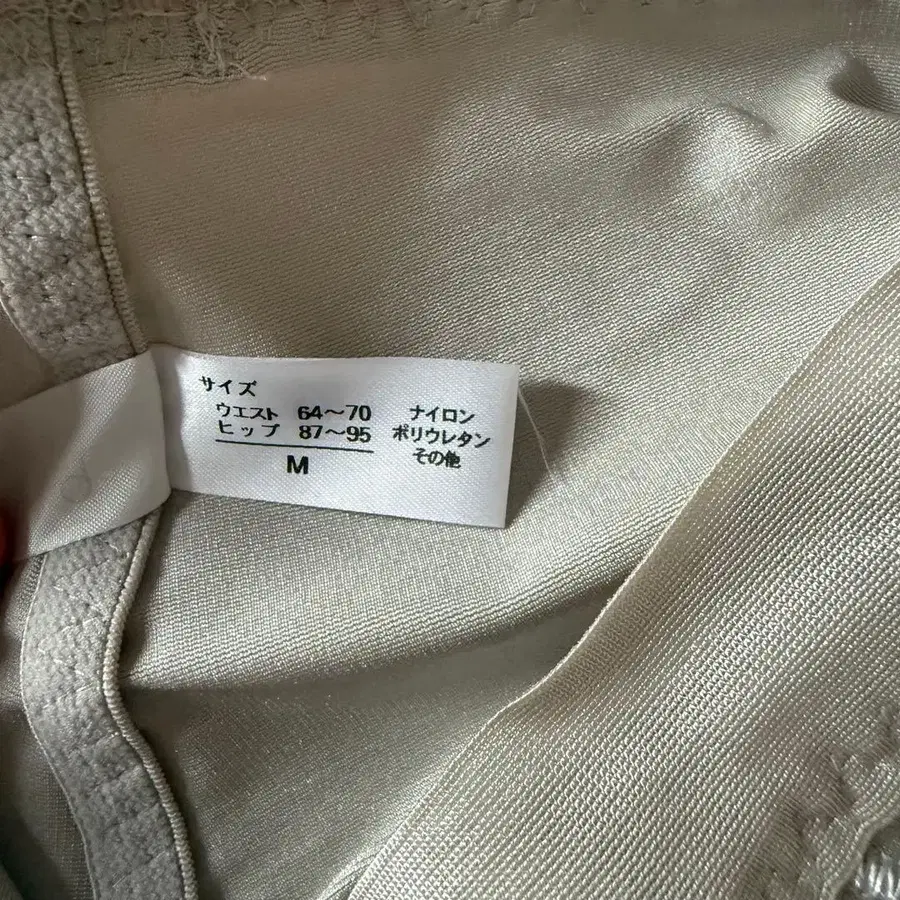 サイズ
ウエスト 64～70 ナイロン
ヒップ 87～95 ポリウレタン
M その他